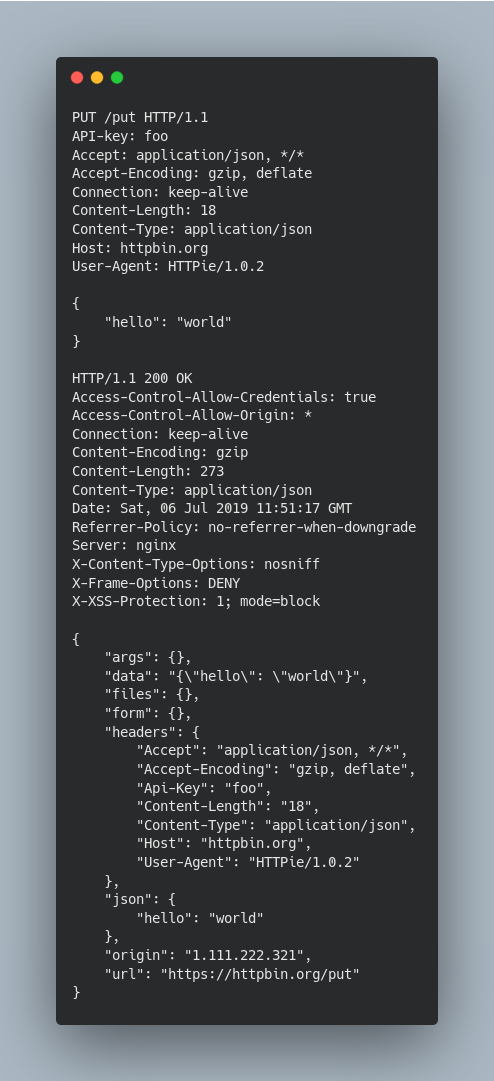 PUT /put HTTP/1.1
API-key: foo
Accept: application/json, */*
Accept-Encoding: gzip, deflate
Connection: keep-alive
Content-Length: 18
Content-Type: application/json
Host: httpbin.org
User-Agent: HTTPie/1.0.2

{
    "hello": "world"
}

HTTP/1.1 200 OK
Access-Control-Allow-Credentials: true
Access-Control-Allow-Origin: *
Connection: keep-alive
Content-Encoding: gzip
Content-Length: 273
Content-Type: application/json
Date: Sat, 06 Jul 2019 11:51:17 GMT
Referrer-Policy: no-referrer-when-downgrade
Server: nginx
X-Content-Type-Options: nosniff
X-Frame-Options: DENY
X-XSS-Protection: 1; mode=block

{
    "args": {},
    "data": "{\"hello\": \"world\"}",
    "files": {},
    "form": {},
    "headers": {
        "Accept": "application/json, */*",
        "Accept-Encoding": "gzip, deflate",
        "Api-Key": "foo",
        "Content-Length": "18",
        "Content-Type": "application/json",
        "Host": "httpbin.org",
        "User-Agent": "HTTPie/1.0.2"
    },
    "json": {
        "hello": "world"
    },
    "origin": "1.111.222.321",
    "url": "https://httpbin.org/put"
}